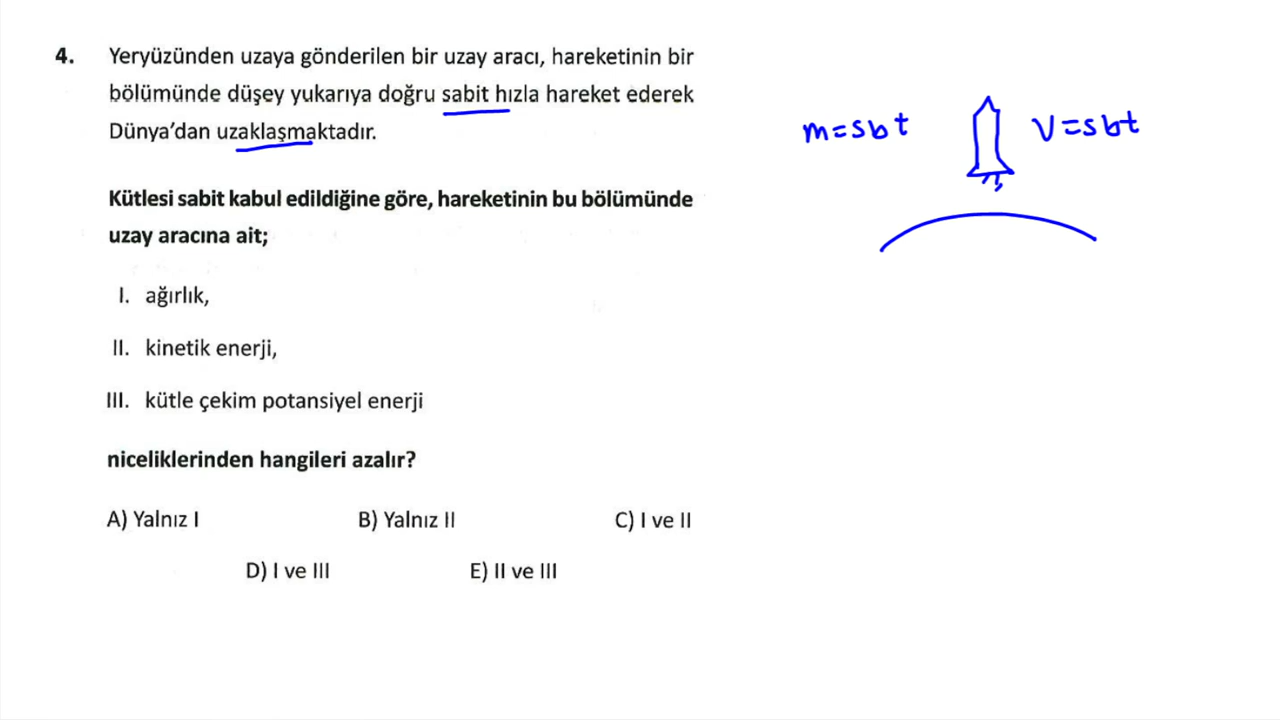 4. Yeryüzünden uzaya gönderilen bir uzay aracı, hareketinin bir
bölümünde düşey yukarıya doğru sabit hızla hareket ederek
Dünya'dan uzaklaşmaktadır.
m=sbt
V=sbt
Kütlesi sabit kabul edildiğine göre, hareketinin bu bölümünde
uzay aracına ait;
I. ağırlık,
II. kinetik enerji,
III. kütle çekim potansiyel enerji
niceliklerinden hangileri azalır?
A) Yalnız I B) Yalnız II C) I ve II
D) I ve III E) II ve III